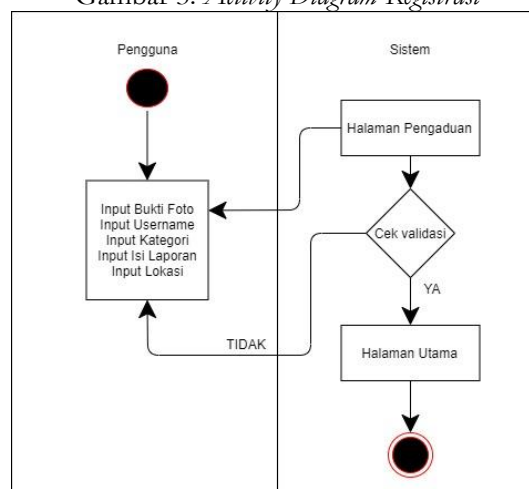 Gambar 3. Activity Diagram Registrasi
Pengguna
Sistem
Halaman Pengaduan
Input Bukti Foto
Input Username
Input Kategori
Input Isi Laporan
Input Lokasi
Cek validasi
YA
TIDAK
Halaman Utama